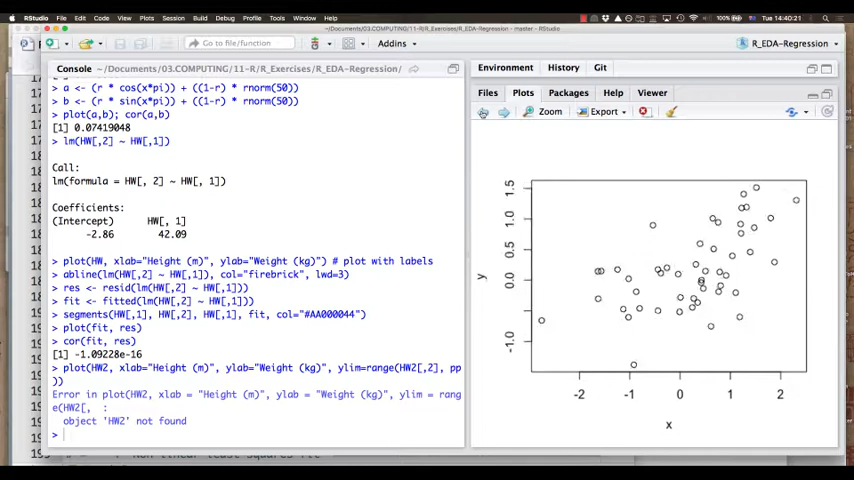 RStudio File Edit Code View Plots Session Build Debug Profile Tools Window Help 100% Tue 14:40:21
~/Documents/03.COMPUTING/11-R/R_Exercises/R_EDA-Regression - master - RStudio
Go to file/function Addins R_EDA-Regression
Console ~/Documents/03.COMPUTING/11-R/R_Exercises/R_EDA-Regression/
> a <- (r * cos(x*pi)) + ((1-r) * rnorm(50))
> b <- (r * sin(x*pi)) + ((1-r) * rnorm(50))
> plot(a,b); cor(a,b)
[1] 0.07419048
> lm(HW[,2] ~ HW[,1])
Call:
lm(formula = HW[, 2] ~ HW[, 1])
Coefficients:
(Intercept) HW[, 1]
-2.86 42.09
> plot(HW, xlab="Height (m)", ylab="Weight (kg)") # plot with labels
> abline(lm(HW[,2] ~ HW[,1]), col="firebrick", lwd=3)
> res <- resid(lm(HW[,2] ~ HW[,1]))
> fit <- fitted(lm(HW[,2] ~ HW[,1]))
> segments(HW[,1], HW[,2], HW[,1], fit, col="#AA000044")
> plot(fit, res)
> cor(fit, res)
[1] -1.09228e-16
> plot(HW2, xlab="Height (m)", ylab="Weight (kg)", ylim=range(HW2[,2], pp
))
Error in plot(HW2, xlab = "Height (m)", ylab = "Weight (kg)", ylim = rang
e(HW2[, :
object 'HW2' not found
>
Environment History Git
Files Plots Packages Help Viewer
Zoom Export
1.5
1.0
0.5
0.0
-1.0
y
-2 -1 0 1 2
x